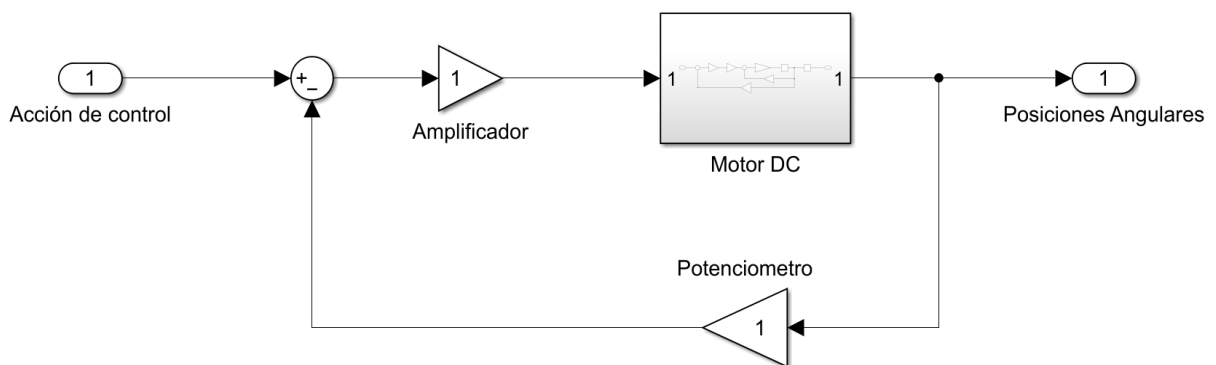 1
Acción de control
+
−
1
Amplificador
1
1
Motor DC
1
Posiciones Angulares
Potenciometro
1